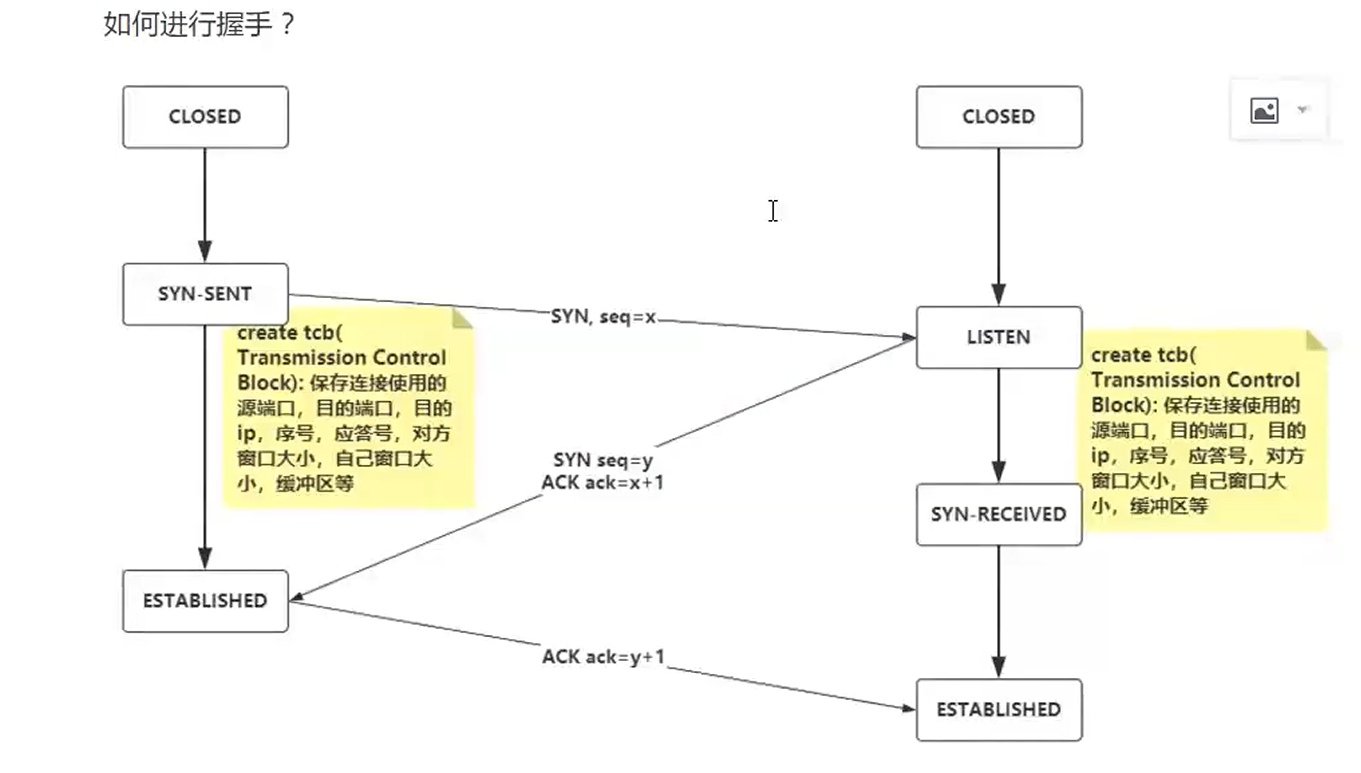 如何进行握手？
CLOSED
CLOSED
SYN-SENT
SYN, seq=x
LISTEN
create tcb(
Transmission Control
Block): 保存连接使用的
源端口，目的端口，目的
ip，序号，应答号，对方
窗口大小，自己窗口大
小，缓冲区等
create tcb(
Transmission Control
Block): 保存连接使用的
源端口，目的端口，目的
ip，序号，应答号，对方
窗口大小，自己窗口大
小，缓冲区等
SYN seq=y
ACK ack=x+1
SYN-RECEIVED
ESTABLISHED
ACK ack=y+1
ESTABLISHED